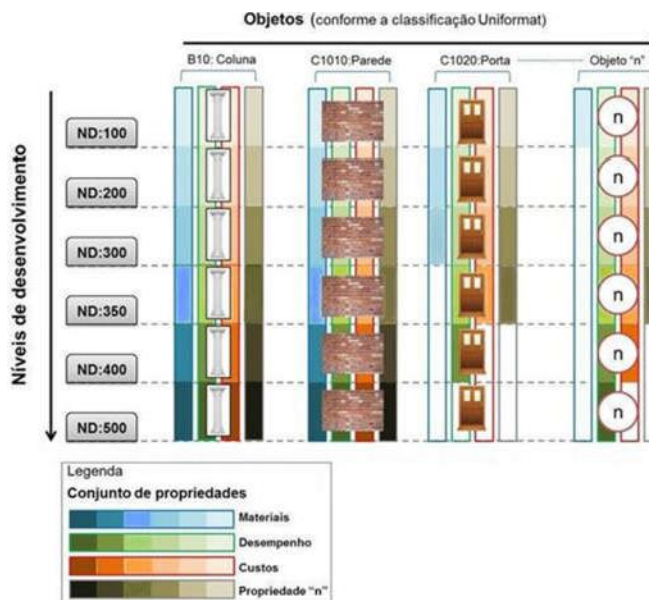 Objetos (conforme a classificação Uniformat)
B10: Coluna
C1010:Parede
C1020:Porta
Objeto “n”
Níveis de desenvolvimento
ND:100
ND:200
ND:300
ND:350
ND:400
ND:500
n
n
n
n
n
n
Legenda
Conjunto de propriedades
Materiais
Desempenho
Custos
Propriedade “n”